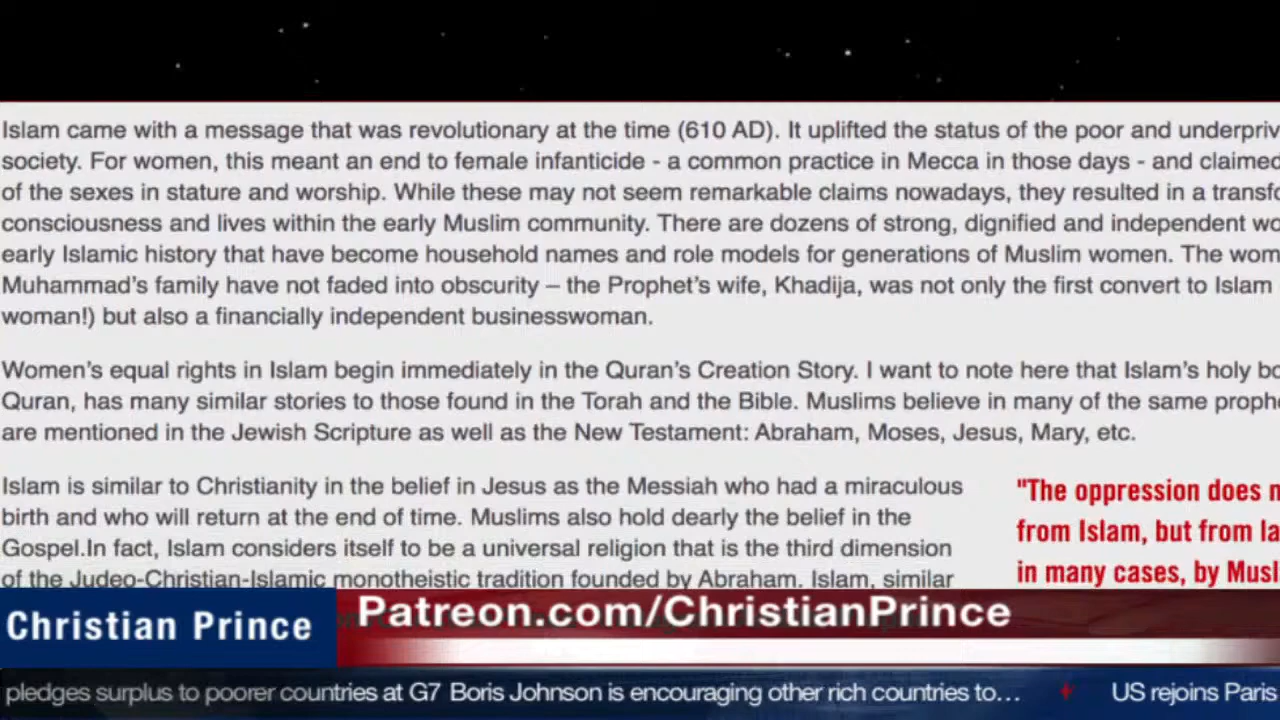 Islam came with a message that was revolutionary at the time (610 AD). It uplifted the status of the poor and underpriv
society. For women, this meant an end to female infanticide - a common practice in Mecca in those days - and claimed
of the sexes in stature and worship. While these may not seem remarkable claims nowadays, they resulted in a transfo
consciousness and lives within the early Muslim community. There are dozens of strong, dignified and independent wo
early Islamic history that have become household names and role models for generations of Muslim women. The wom
Muhammad's family have not faded into obscurity – the Prophet's wife, Khadija, was not only the first convert to Islam
woman!) but also a financially independent businesswoman.
Women's equal rights in Islam begin immediately in the Quran's Creation Story. I want to note here that Islam's holy bo
Quran, has many similar stories to those found in the Torah and the Bible. Muslims believe in many of the same prophe
are mentioned in the Jewish Scripture as well as the New Testament: Abraham, Moses, Jesus, Mary, etc.
Islam is similar to Christianity in the belief in Jesus as the Messiah who had a miraculous
birth and who will return at the end of time. Muslims also hold dearly the belief in the
Gospel.In fact, Islam considers itself to be a universal religion that is the third dimension
of the Judeo-Christian-Islamic monotheistic tradition founded by Abraham. Islam, similar
"The oppression does n
from Islam, but from la
in many cases, by Musl
Christian Prince
Patreon.com/ChristianPrince
pledges surplus to poorer countries at G7 Boris Johnson is encouraging other rich countries to… US rejoins Paris